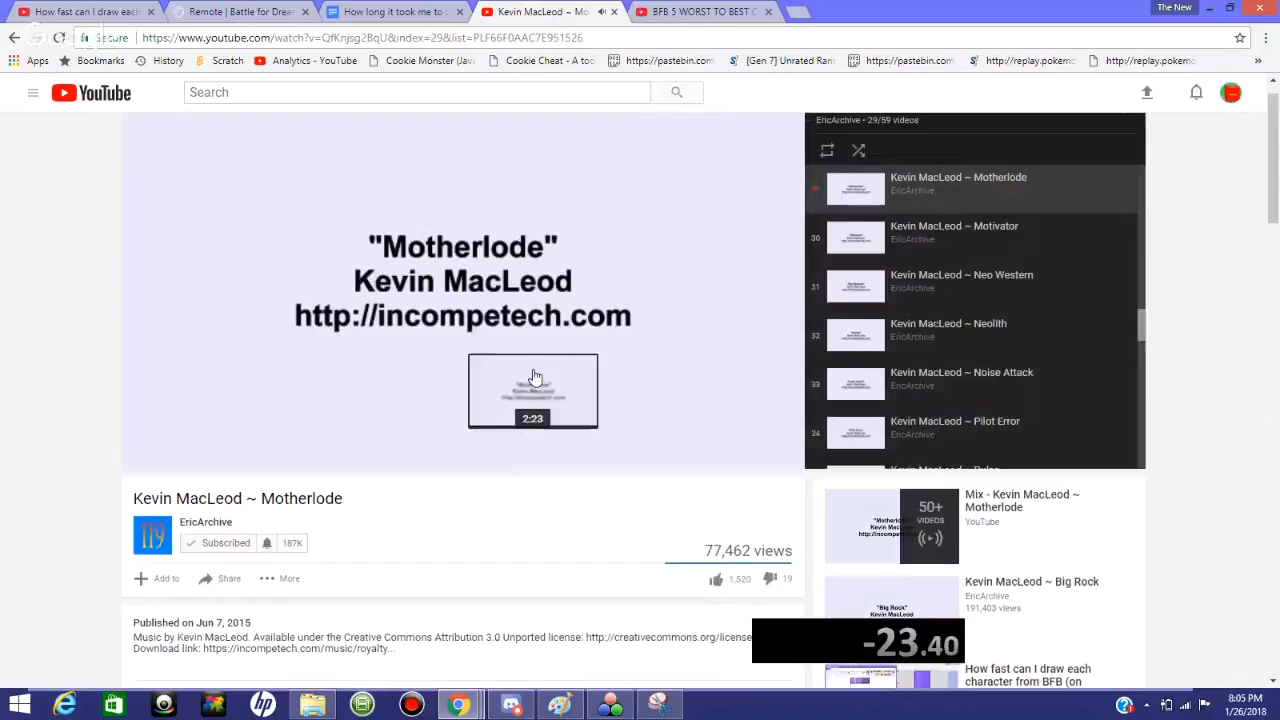 How fast can I draw each
Remote | Battle for Drea
How long it took me to c
Kevin MacLeod ~ Mo
BFB 5 WORST TO BEST C
Tile New
Secure
https://www.youtube.com/watch?v=QfKnjsg2BqU&index=29&list=PLF66F0AAC7E951526
Apps
Bookmarks
History
Scratch
Analytics - YouTube
Cookie Monster (Java
Cookie Cheat - A too
https://pastebin.com
[Gen 7] Unrated Ran
https://pastebin.com
http://replay.pokemo
http://replay.pokemo
»
YouTube
Search
EricArchive • 29/59 videos
Kevin MacLeod ~ Motherlode
EricArchive
30
Kevin MacLeod ~ Motivator
EricArchive
31
Kevin MacLeod ~ Neo Western
EricArchive
32
Kevin MacLeod ~ Neolith
EricArchive
33
Kevin MacLeod ~ Noise Attack
EricArchive
34
Kevin MacLeod ~ Pilot Error
EricArchive
"Motherlode"
Kevin MacLeod
http://incompetech.com
2:23
Kevin MacLeod ~ Motherlode
EricArchive
187K
77,462 views
Add to
Share
More
1,520
19
2015
Music by Kevin MacLeod. Available under the Creative Commons Attribution 3.0 Unported license: http://creativecommons.org/license
Download link: https://incompetech.com/music/royalty...
50+
VIDEOS
Mix - Kevin MacLeod ~
Motherlode
YouTube
"Big Rock"
Kevin MacLeod
Kevin MacLeod ~ Big Rock
EricArchive
191,403 views
-23.40
How fast can I draw each
character from BFB (on
8:05 PM
1/26/2018